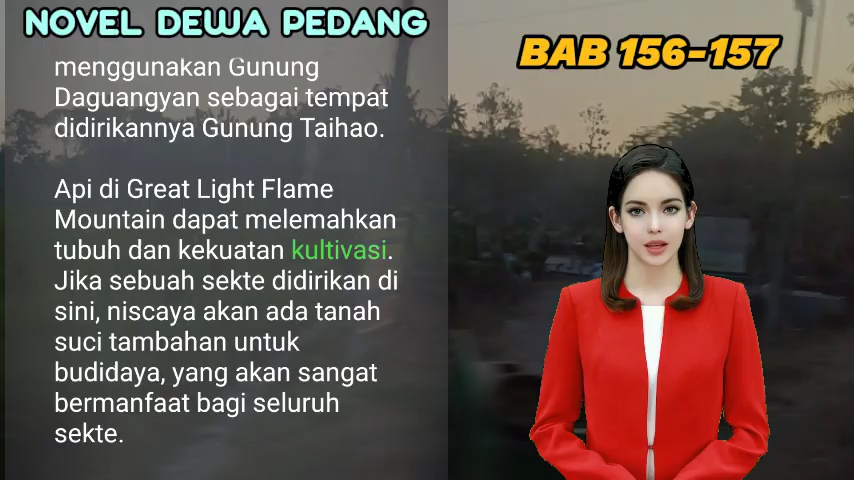 NOVEL DEWA PEDANG
BAB 156-157
menggunakan Gunung
Daguangyan sebagai tempat
didirikannya Gunung Taihao.
Api di Great Light Flame
Mountain dapat melemahkan
tubuh dan kekuatan kultivasi.
Jika sebuah sekte didirikan di
sini, niscaya akan ada tanah
suci tambahan untuk
budidaya, yang akan sangat
bermanfaat bagi seluruh
sekte.